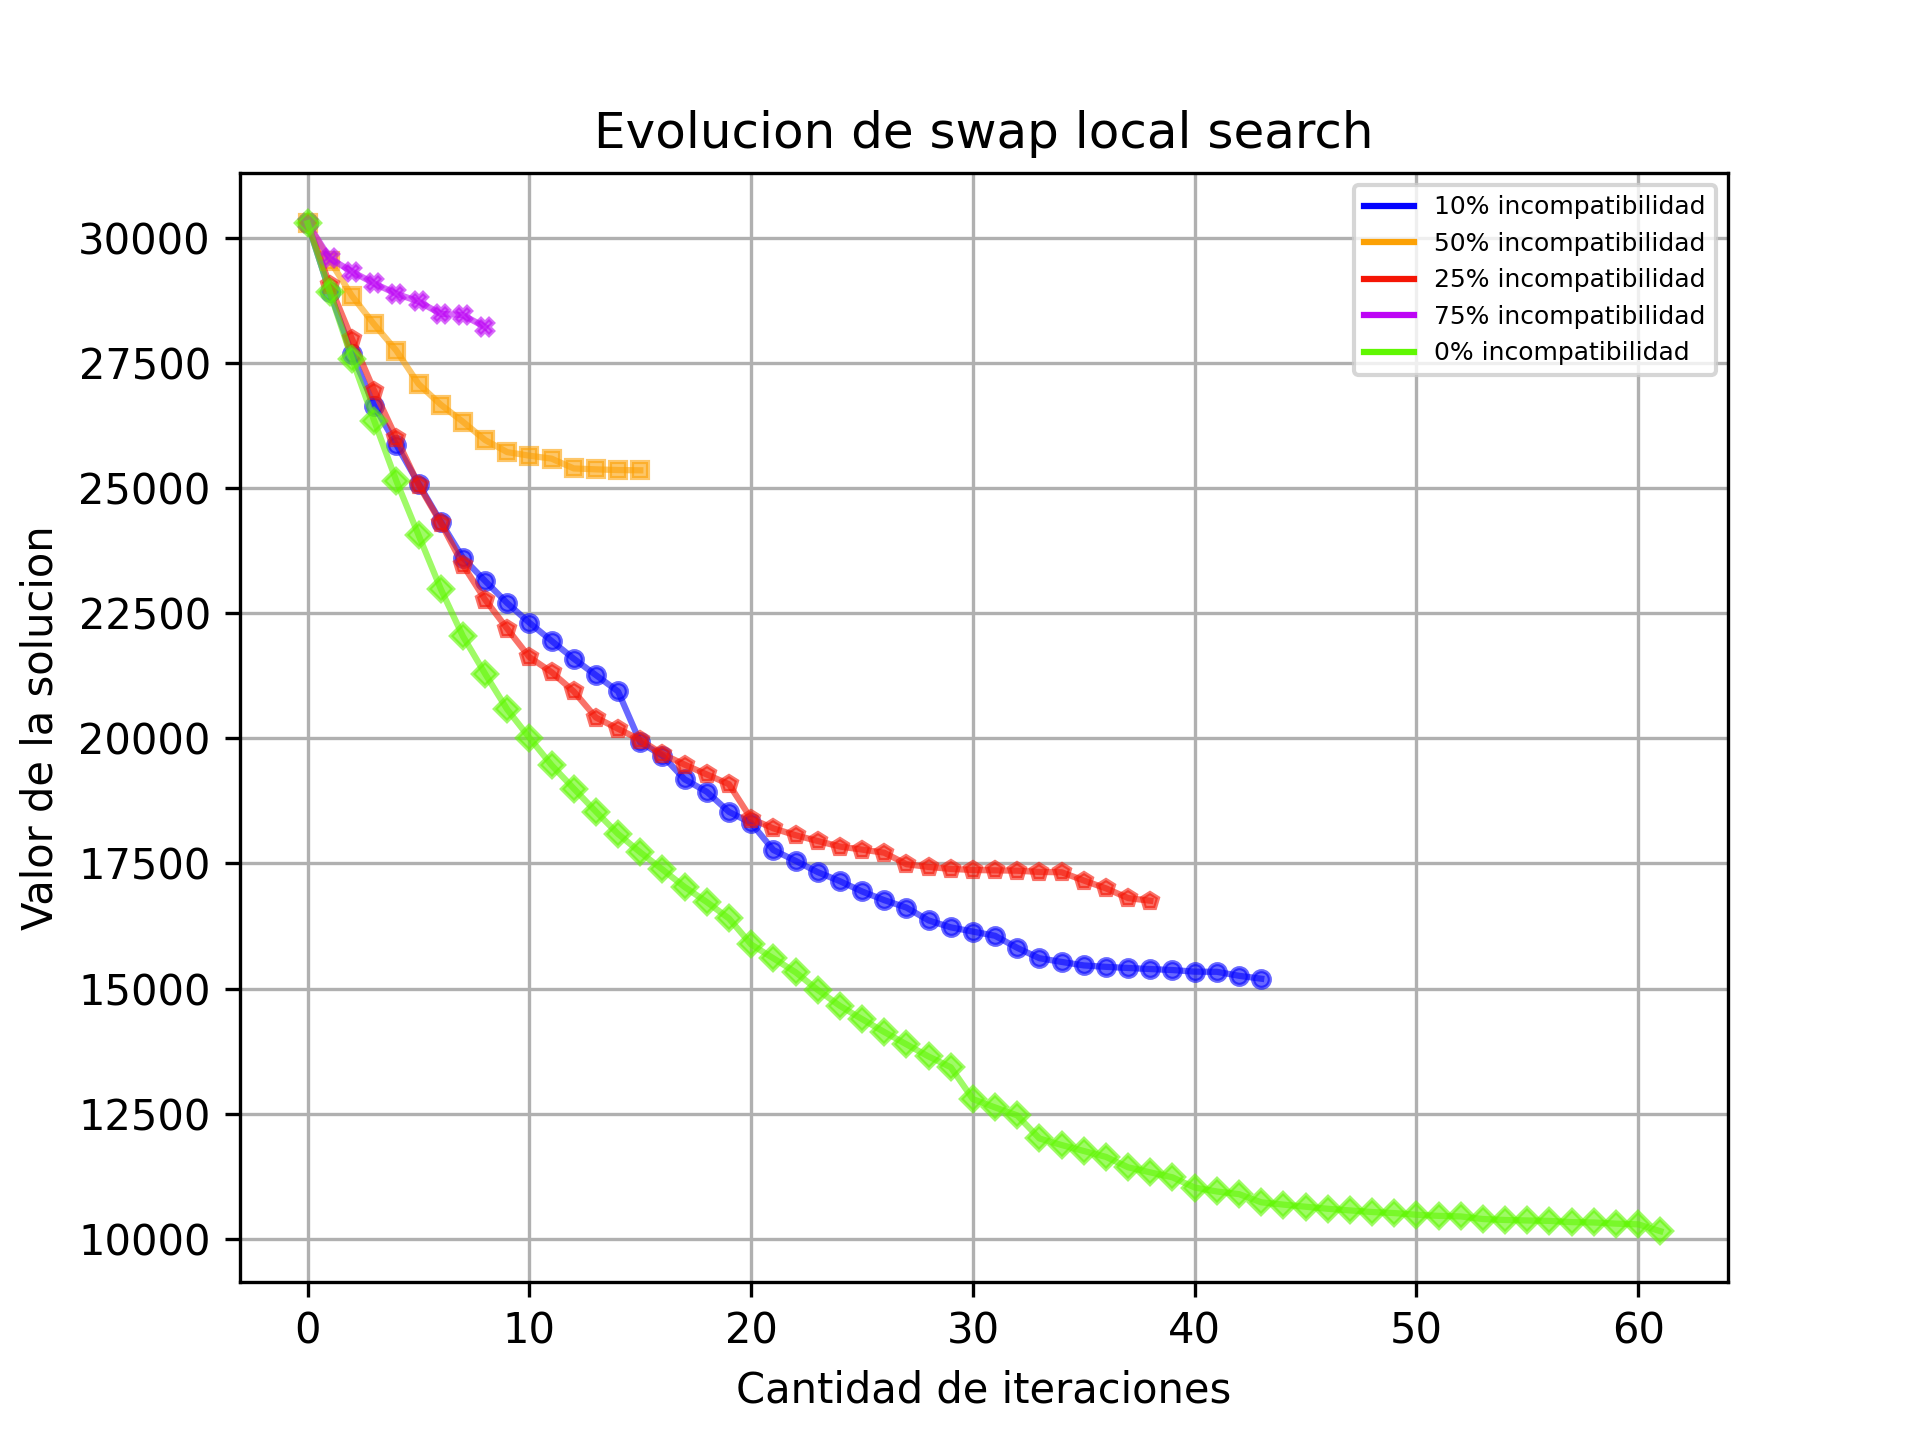 Evolucion de swap local search
10% incompatibilidad
50% incompatibilidad
25% incompatibilidad
75% incompatibilidad
0% incompatibilidad
Valor de la solucion
30000
27500
25000
22500
20000
17500
15000
12500
10000
0 10 20 30 40 50 60
Cantidad de iteraciones